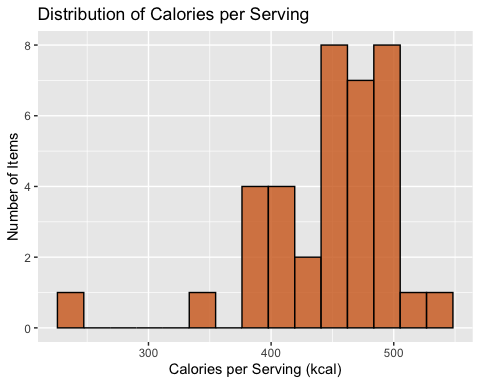 Distribution of Calories per Serving
8
6
4
2
0
Number of Items
300 400 500
Calories per Serving (kcal)